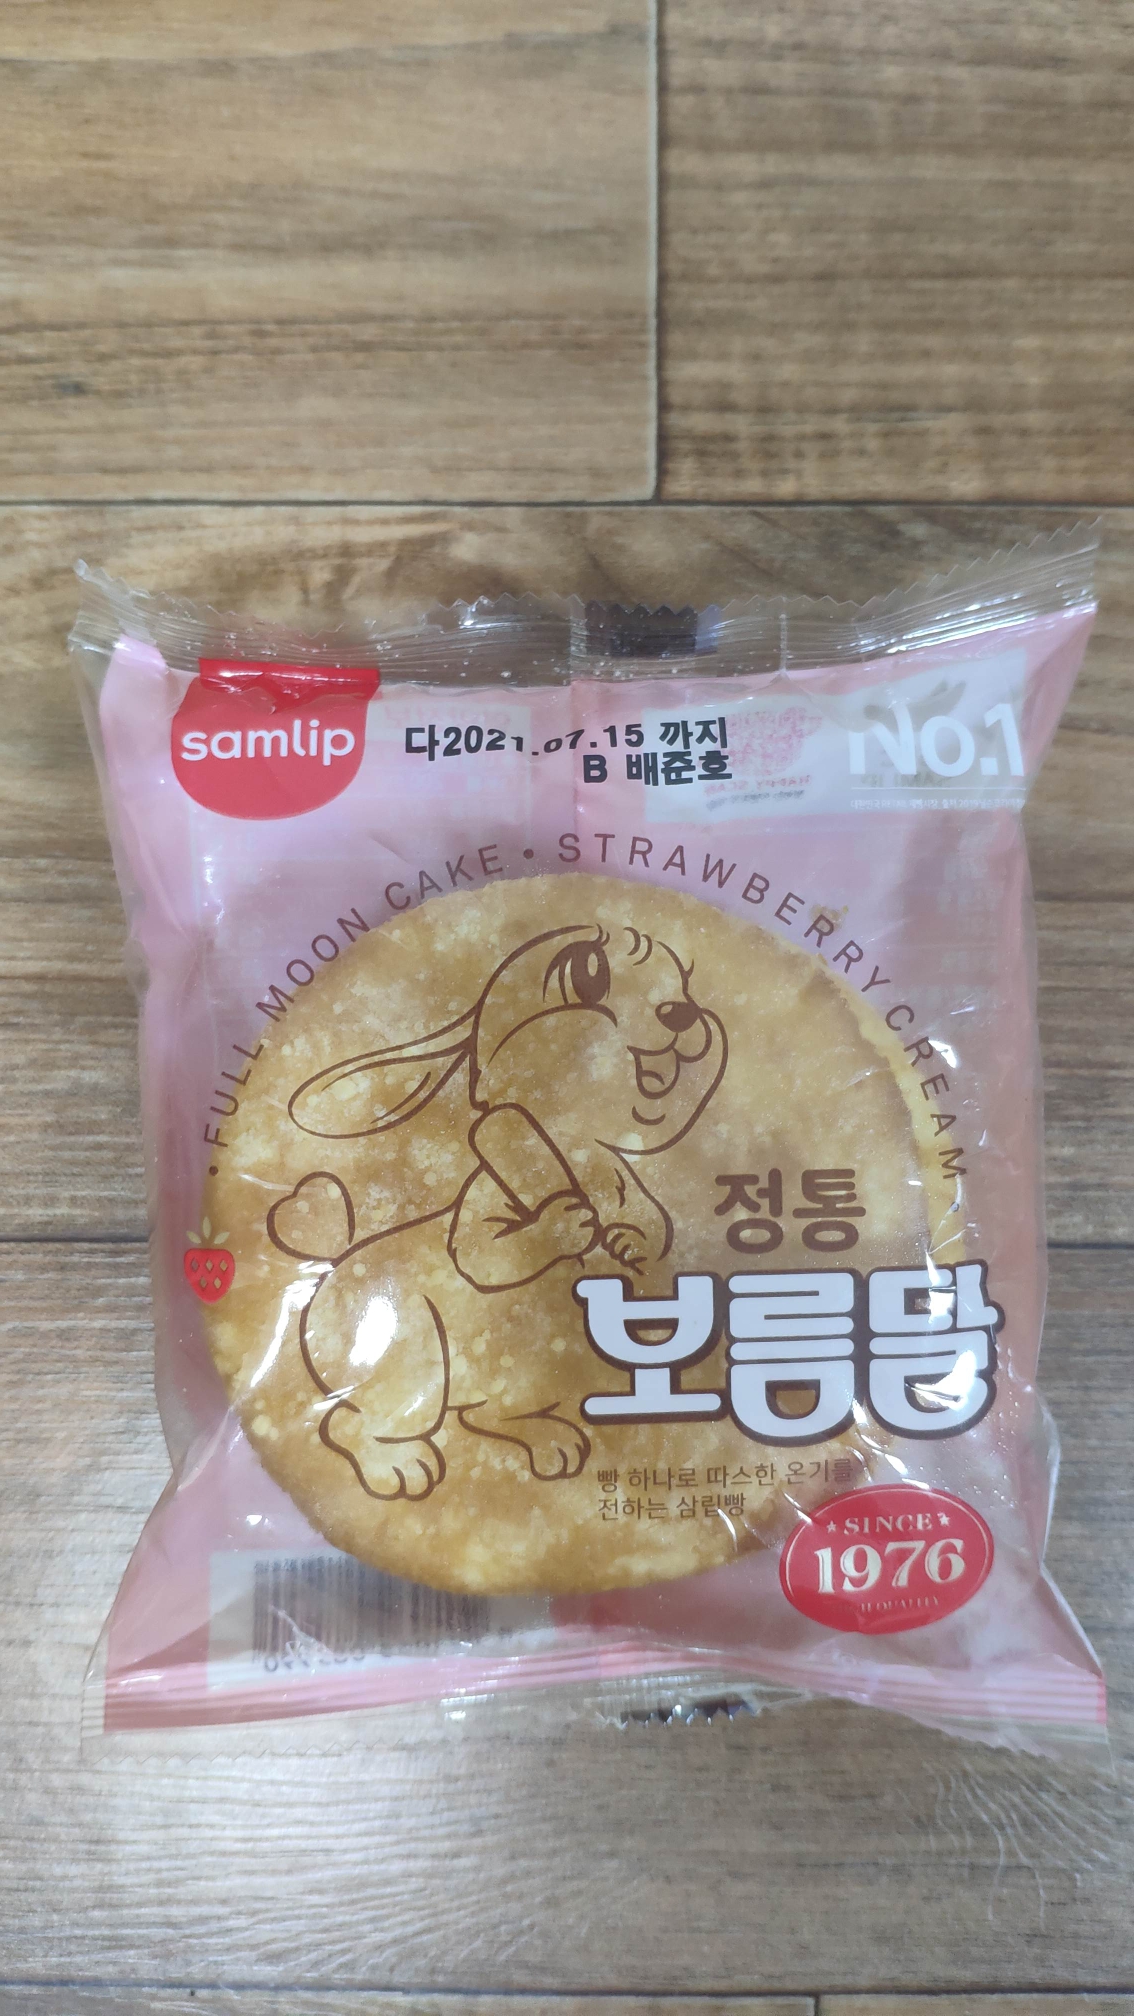 samlip
다2021.07.15 까지
B 배준호
No.1
• FULL MOON CAKE • STRAWBERRY CREAM •
정통
보름달
빵 하나로 따스한 온기를
전하는 삼립빵
SINCE
1976